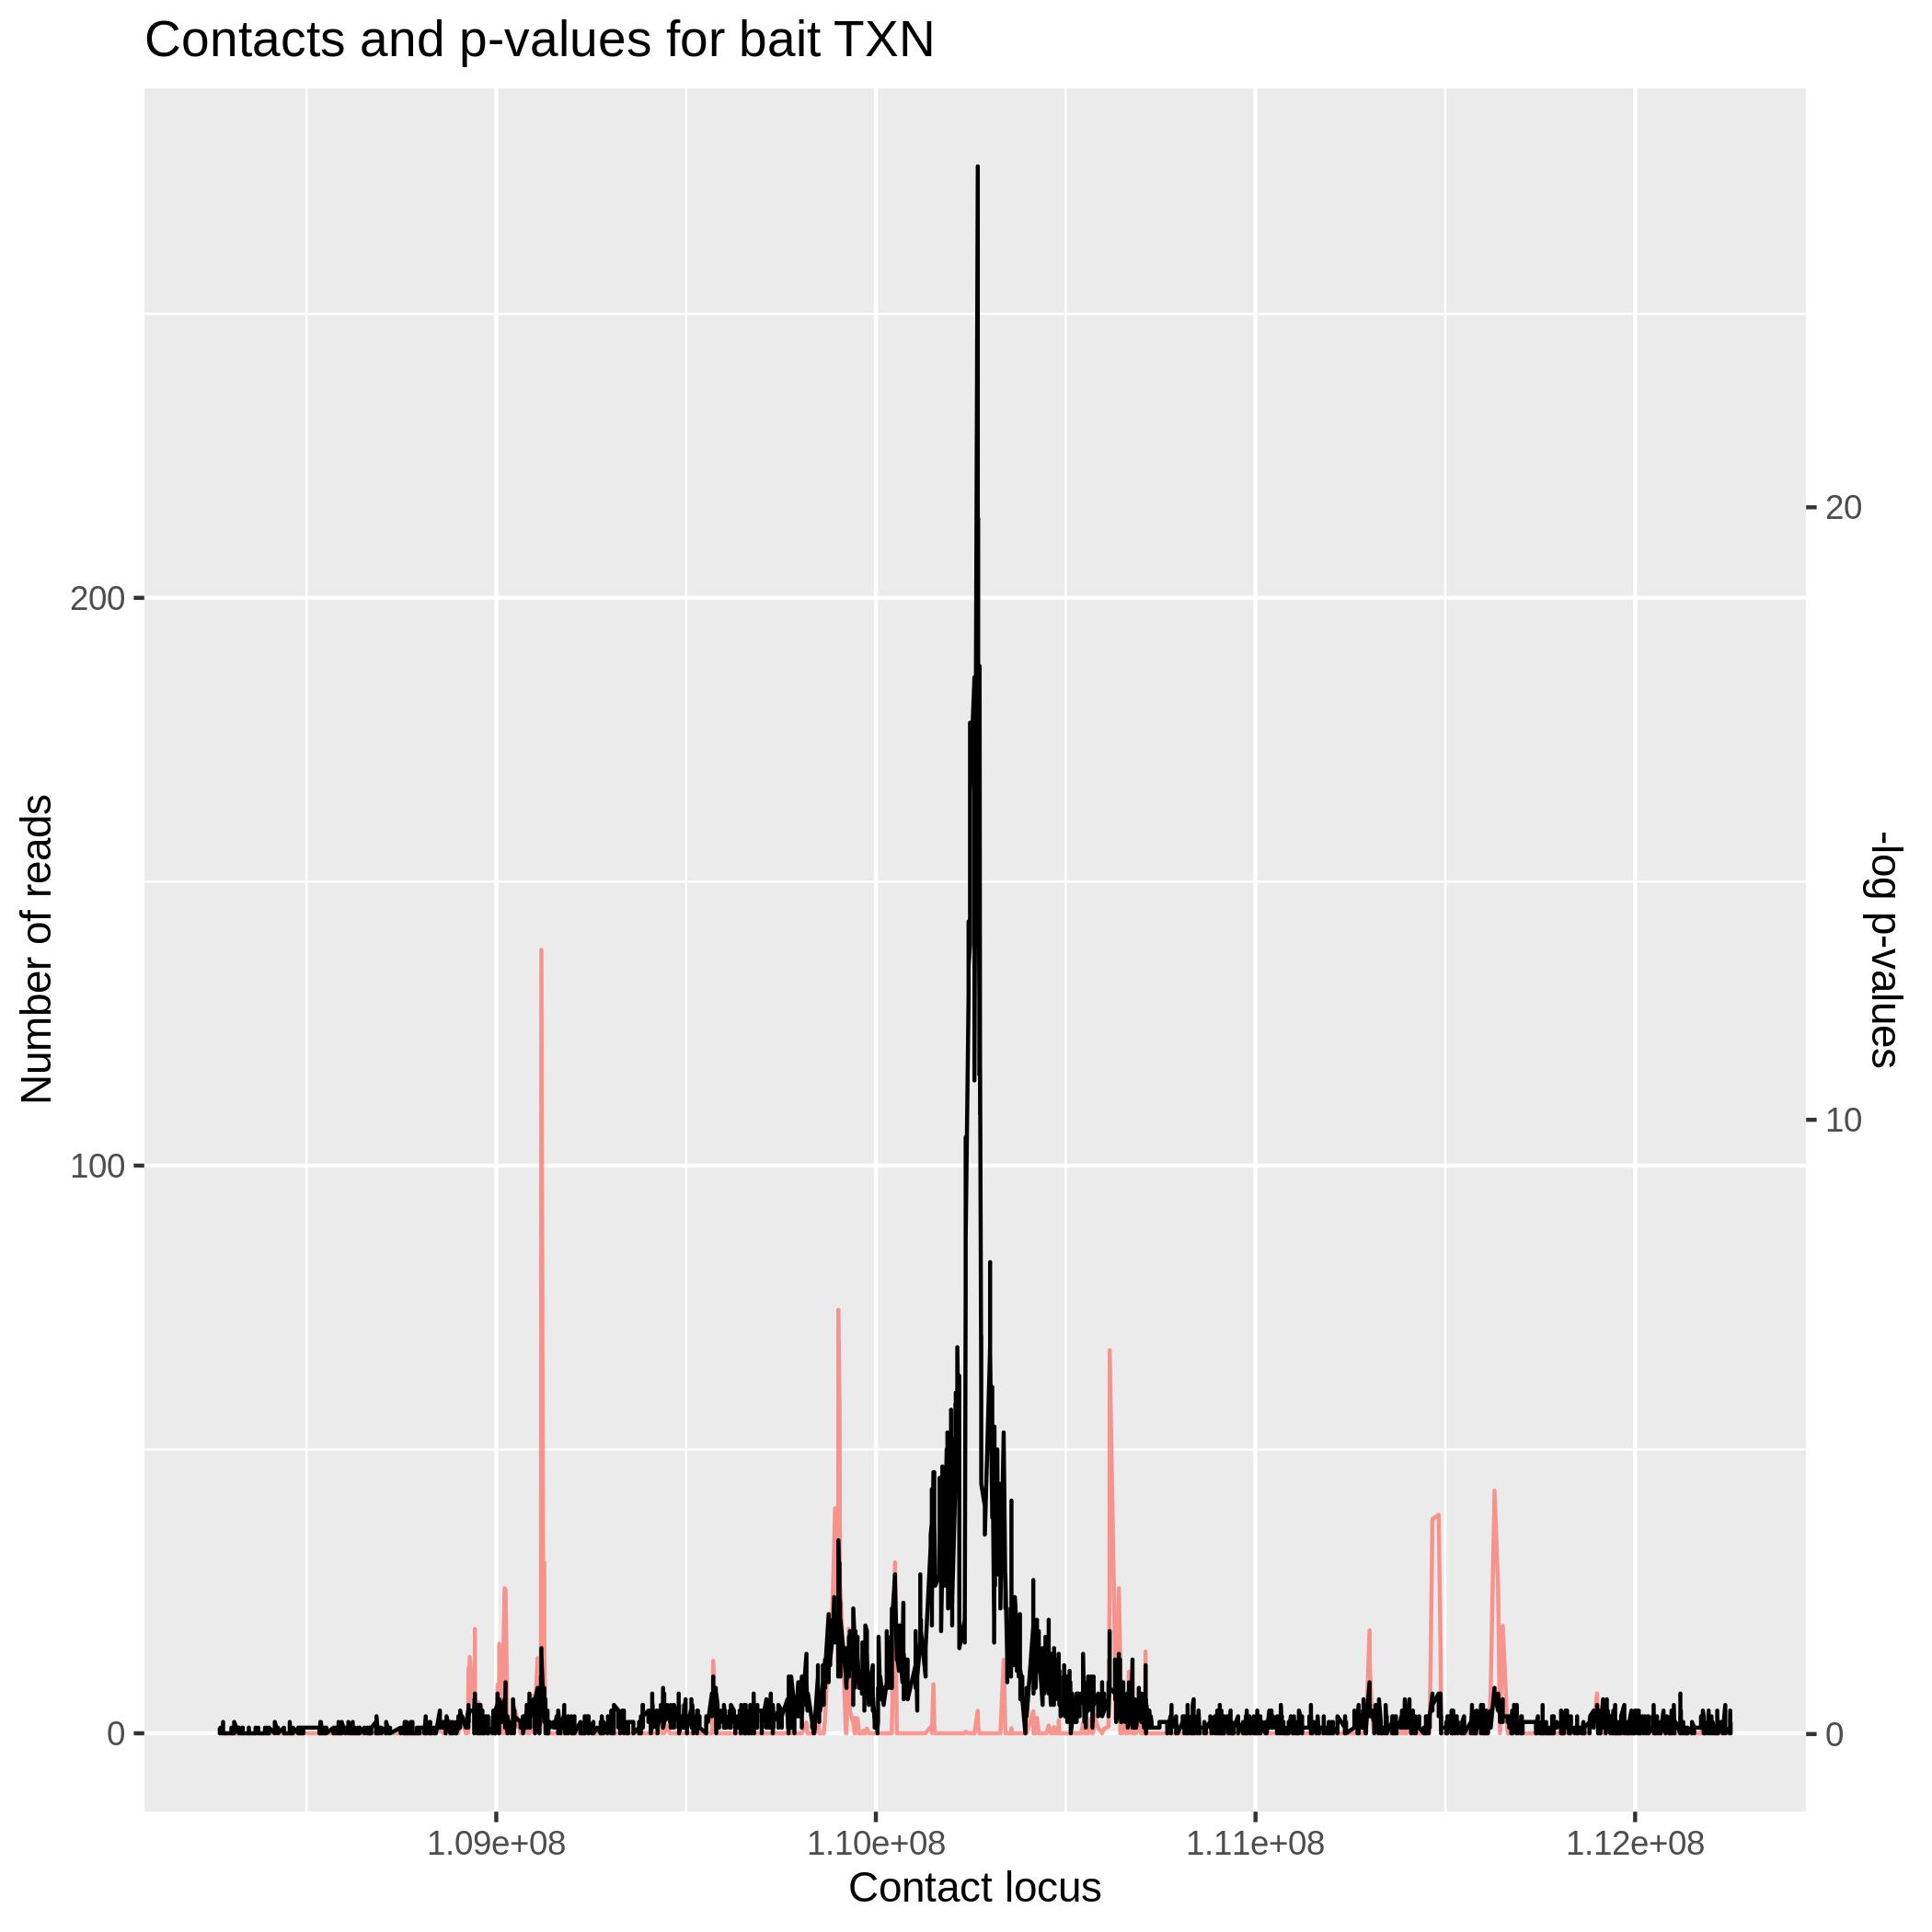 Contacts and p-values for bait TXN
Number of reads
200
100
0
20
10
0
-log p-values
1.09e+08
1.10e+08
1.11e+08
1.12e+08
Contact locus